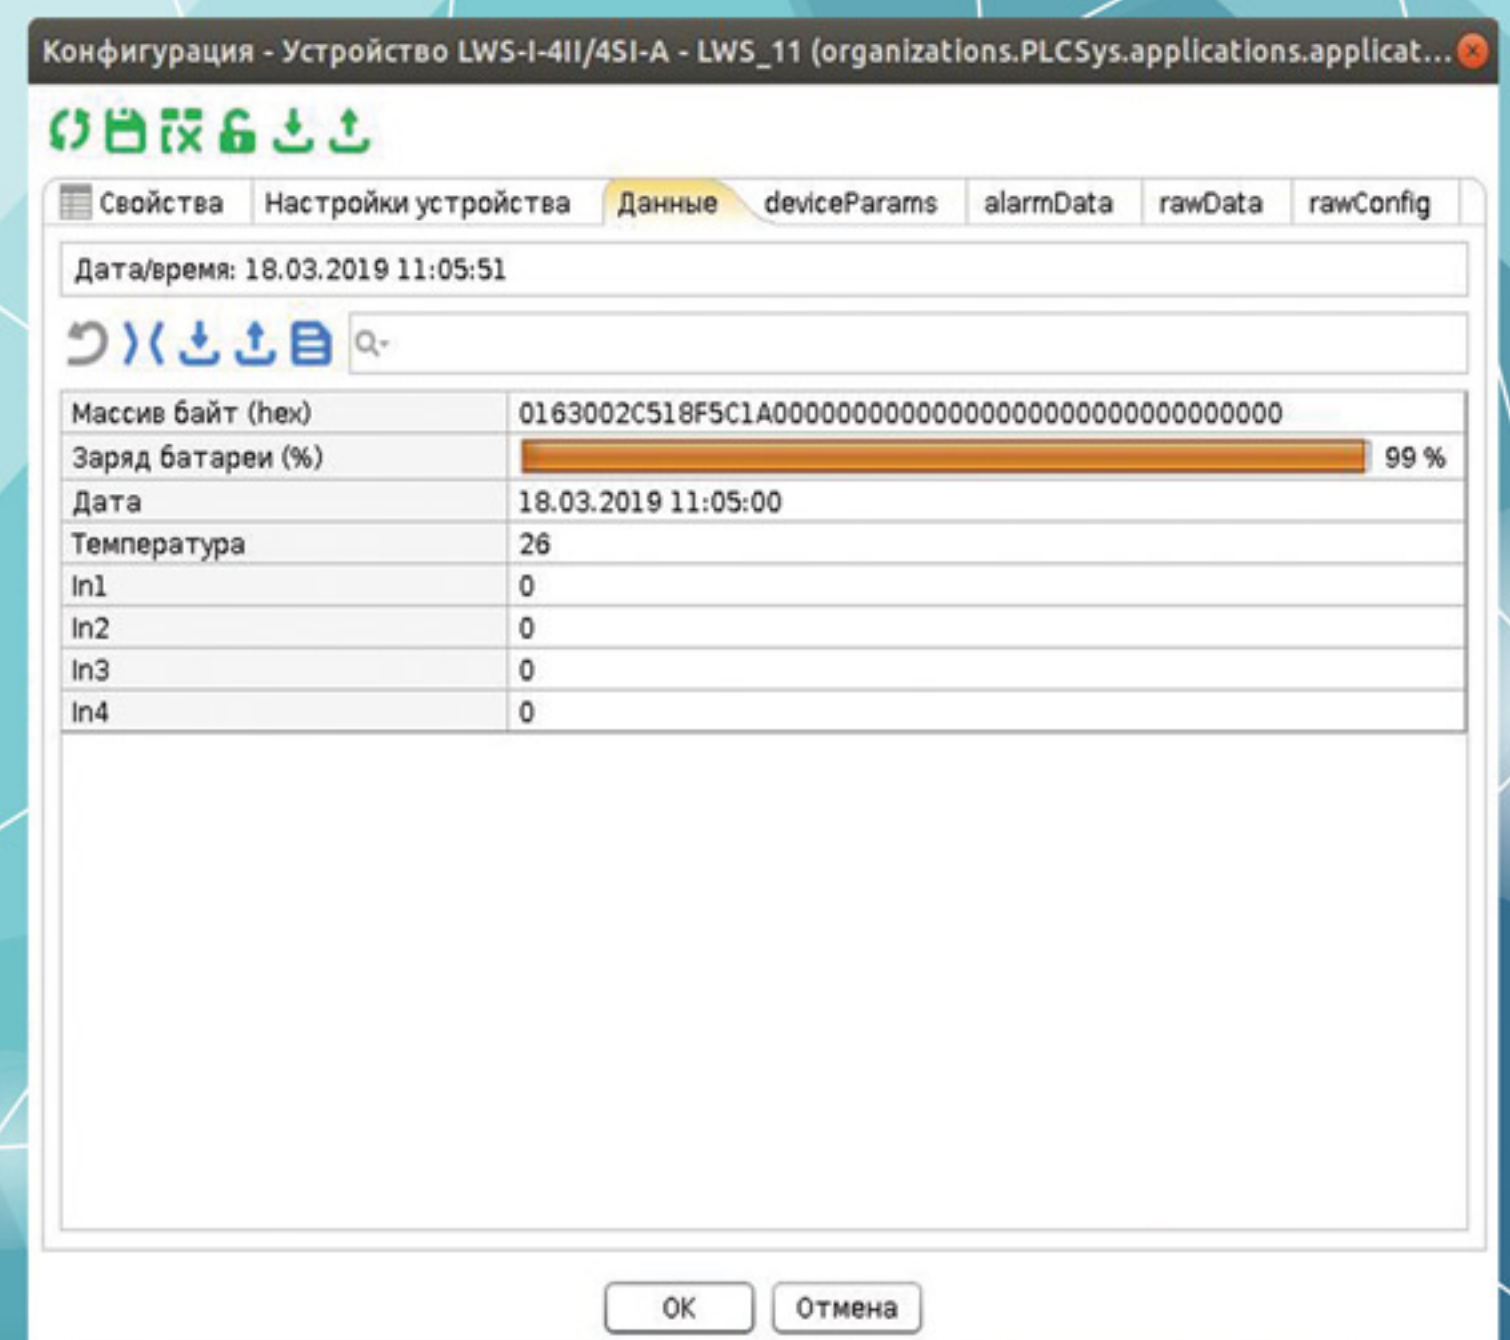 Конфигурация - Устройство LWS-I-4II/4SI-A - LWS_11 (organizations.PLCSys.applications.applicat...
Свойства Настройки устройства Данные deviceParams alarmData rawData rawConfig
Дата/время: 18.03.2019 11:05:51
Массив байт (hex) 0163002C518F5C1A00000000000000000000000000000000
Заряд батареи (%) 99 %
Дата 18.03.2019 11:05:00
Температура 26
In1 0
In2 0
In3 0
In4 0
OK Отмена